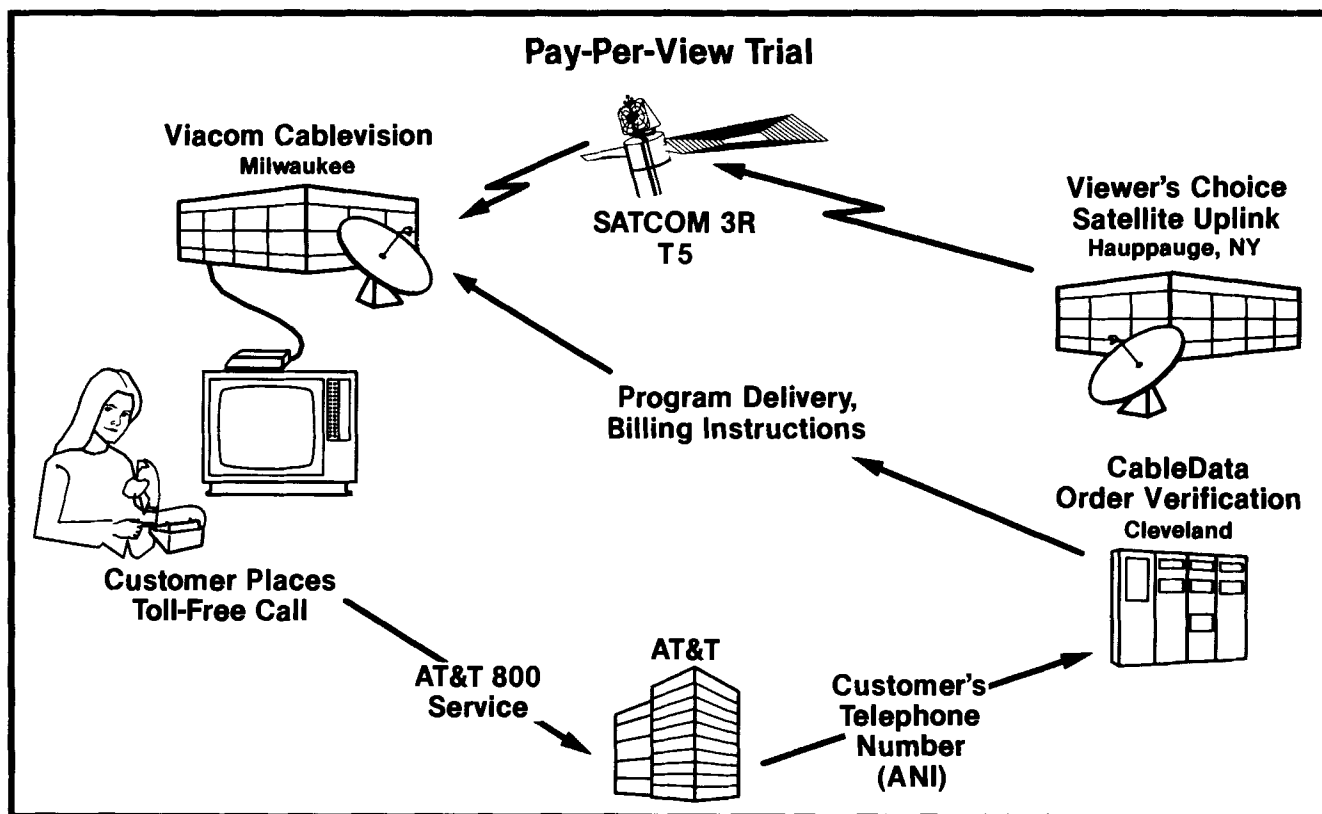 Pay-Per-View Trial
Viacom Cablevision
Milwaukee
SATCOM 3R
T5
Viewer's Choice
Satellite Uplink
Hauppauge, NY
Program Delivery,
Billing Instructions
CableData
Order Verification
Cleveland
Customer Places
Toll-Free Call
AT&T 800
Service
AT&T
Customer's
Telephone
Number
(ANI)